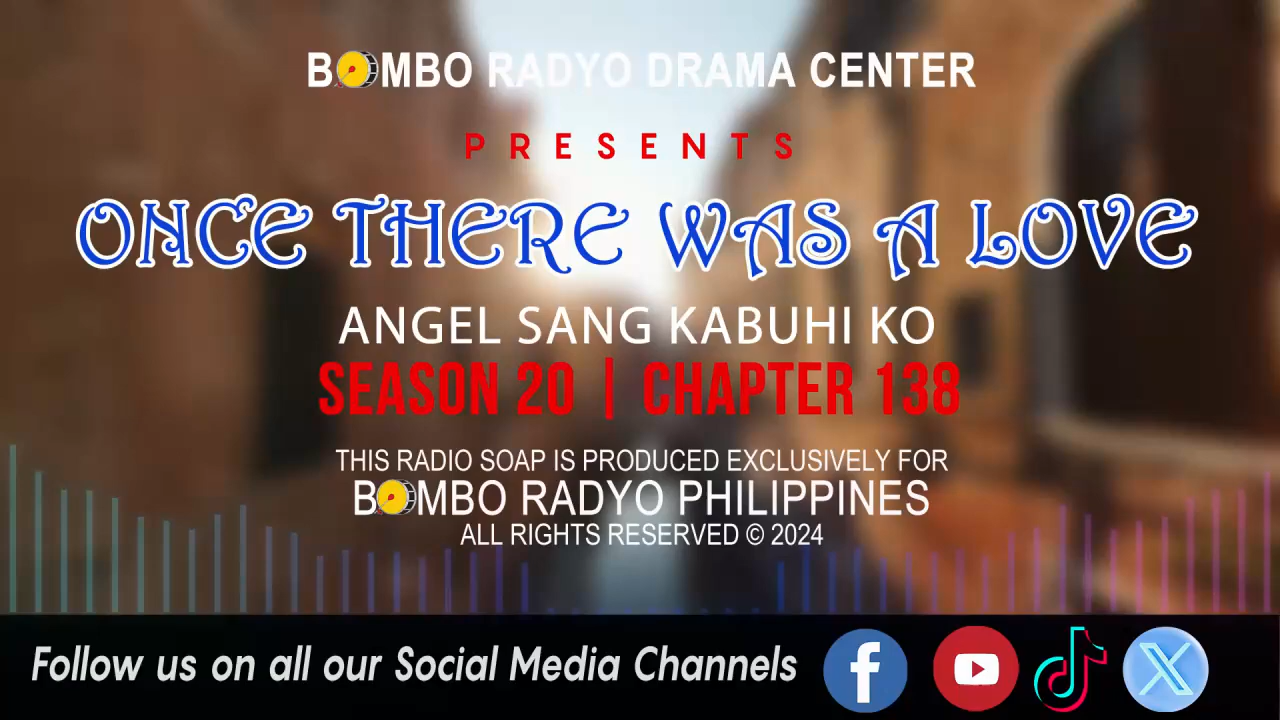 BOMBO RADYO DRAMA CENTER
PRESENTS
ONCE THERE WAS A LOVE
ANGEL SANG KABUHI KO
SEASON 20 | CHAPTER 138
THIS RADIO SOAP IS PRODUCED EXCLUSIVELY FOR
BOMBO RADYO PHILIPPINES
ALL RIGHTS RESERVED © 2024
Follow us on all our Social Media Channels